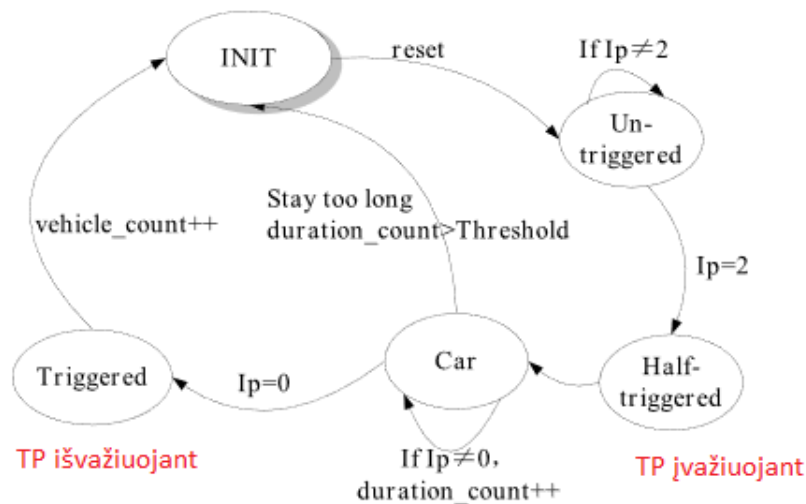 INIT
reset
If Ip≠2
Un-
triggered
Stay too long
duration_count>Threshold
vehicle_count++
Ip=2
Triggered
Ip=0
Car
Half-
triggered
TP išvažiuojant
If Ip≠0,
duration_count++
TP įvažiuojant